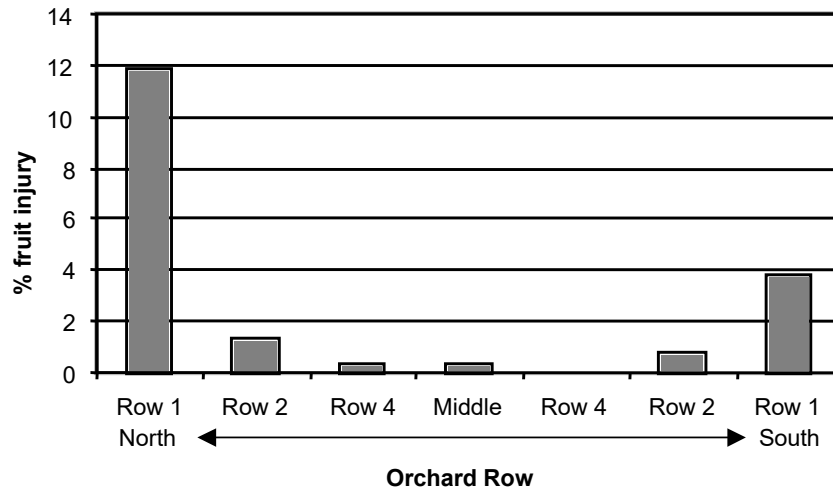 14
12
10
8
6
4
2
0
% fruit injury
Row 1 Row 2 Row 4 Middle Row 4 Row 2 Row 1
North South
Orchard Row